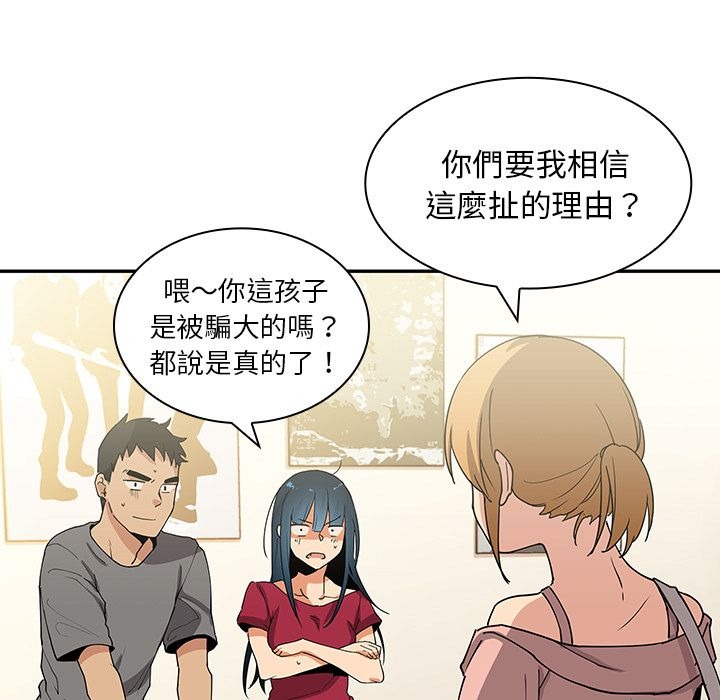 你們要我相信
這麼扯的理由？
喂～你這孩子
是被騙大的嗎？
都說是真的了！